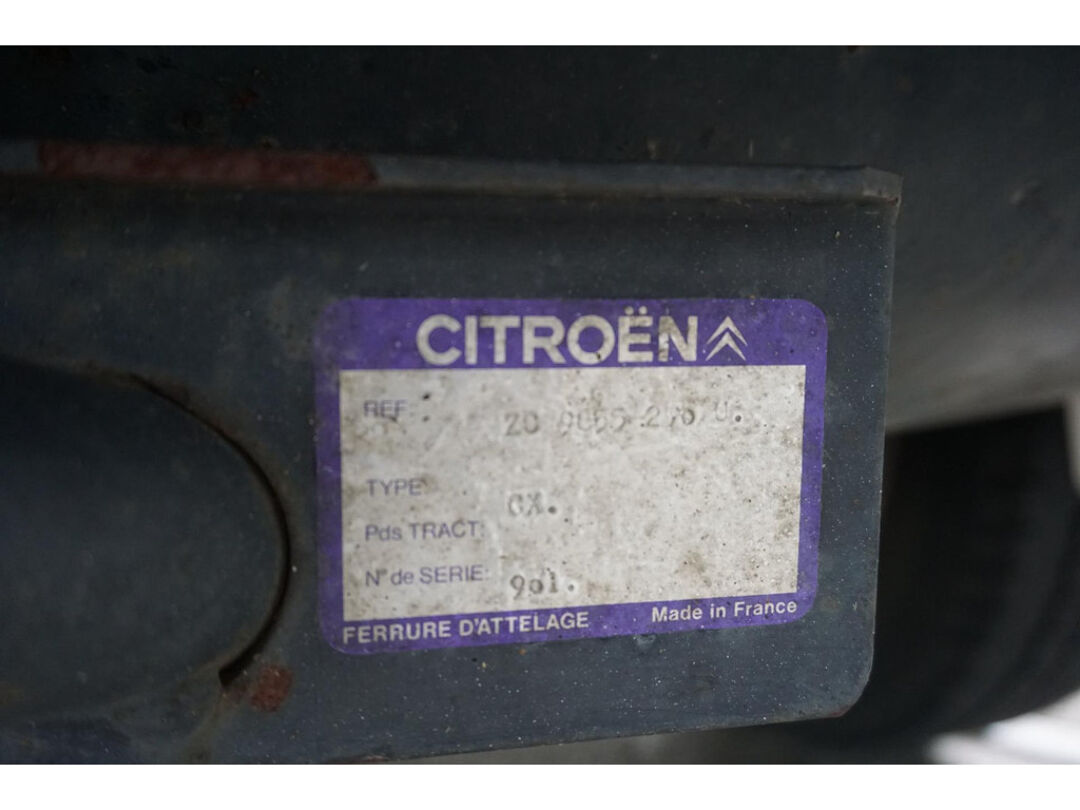 CITROËN
REF:
TYPE CX.
Pds TRACT:
N° de SERIE: 901.
FERRURE D'ATTELAGE Made in France